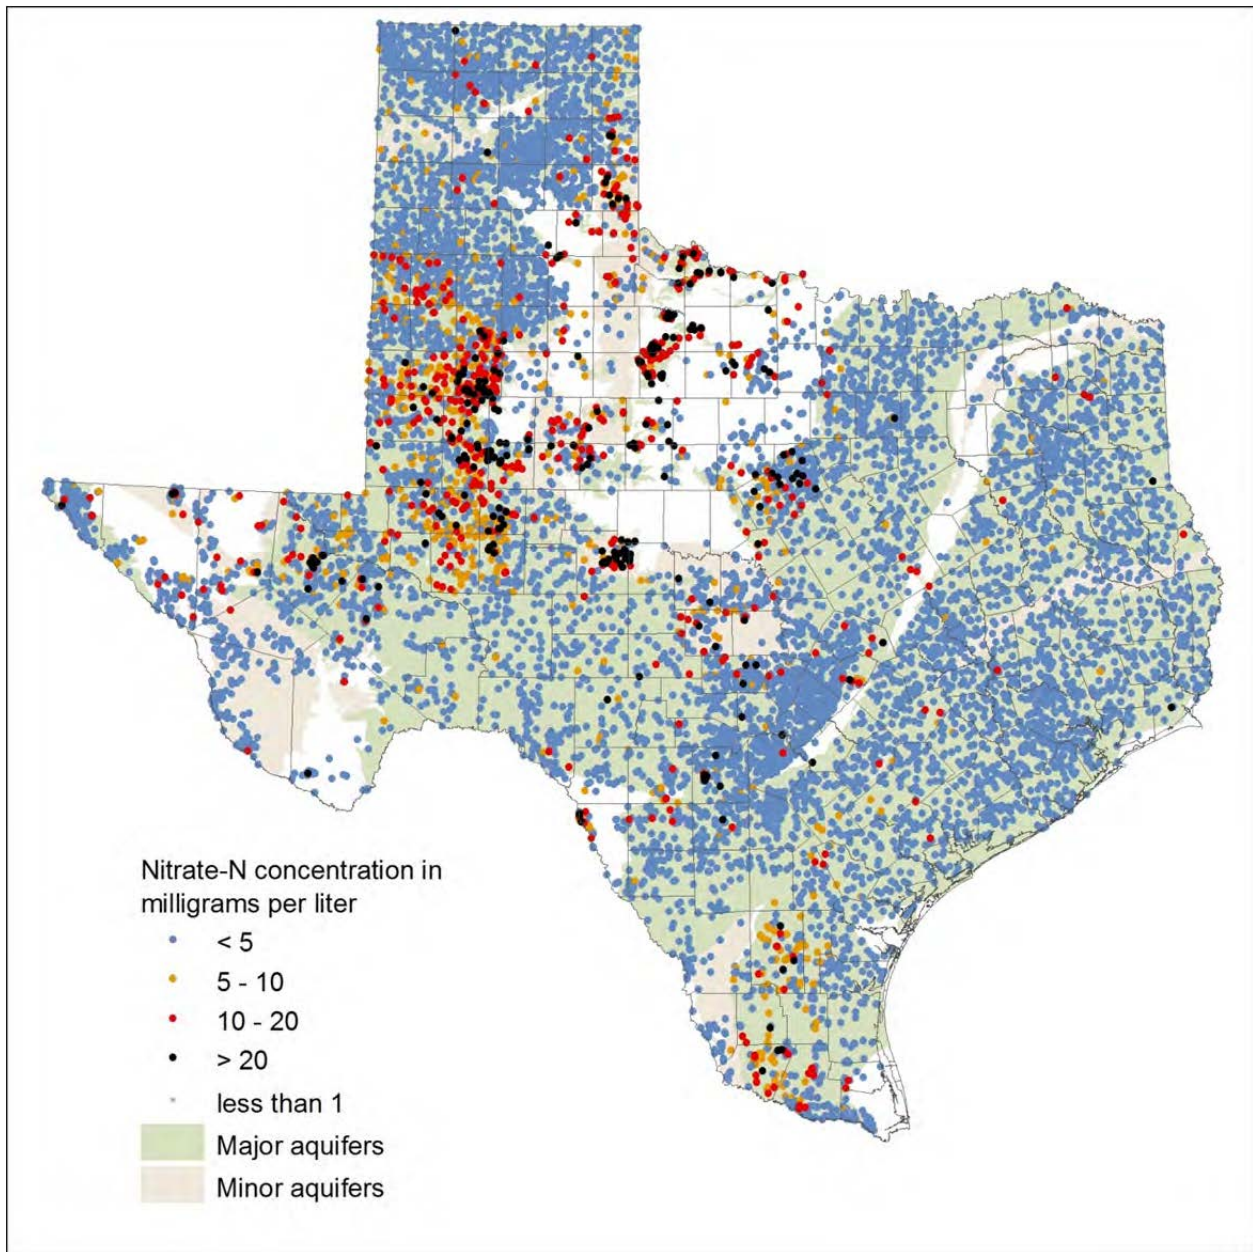 Nitrate-N concentration in
milligrams per liter
< 5
5 - 10
10 - 20
> 20
less than 1
Major aquifers
Minor aquifers